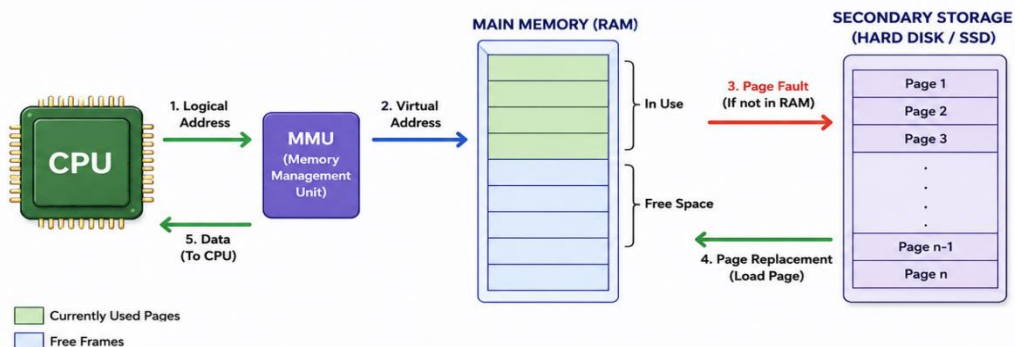 MAIN MEMORY (RAM)
SECONDARY STORAGE
(HARD DISK / SSD)
CPU
1. Logical
Address
MMU
(Memory
Management
Unit)
2. Virtual
Address
In Use
Free Space
3. Page Fault
(If not in RAM)
Page 1
Page 2
Page 3
.
.
.
.
Page n-1
Page n
4. Page Replacement
(Load Page)
5. Data
(To CPU)
Currently Used Pages
Free Frames